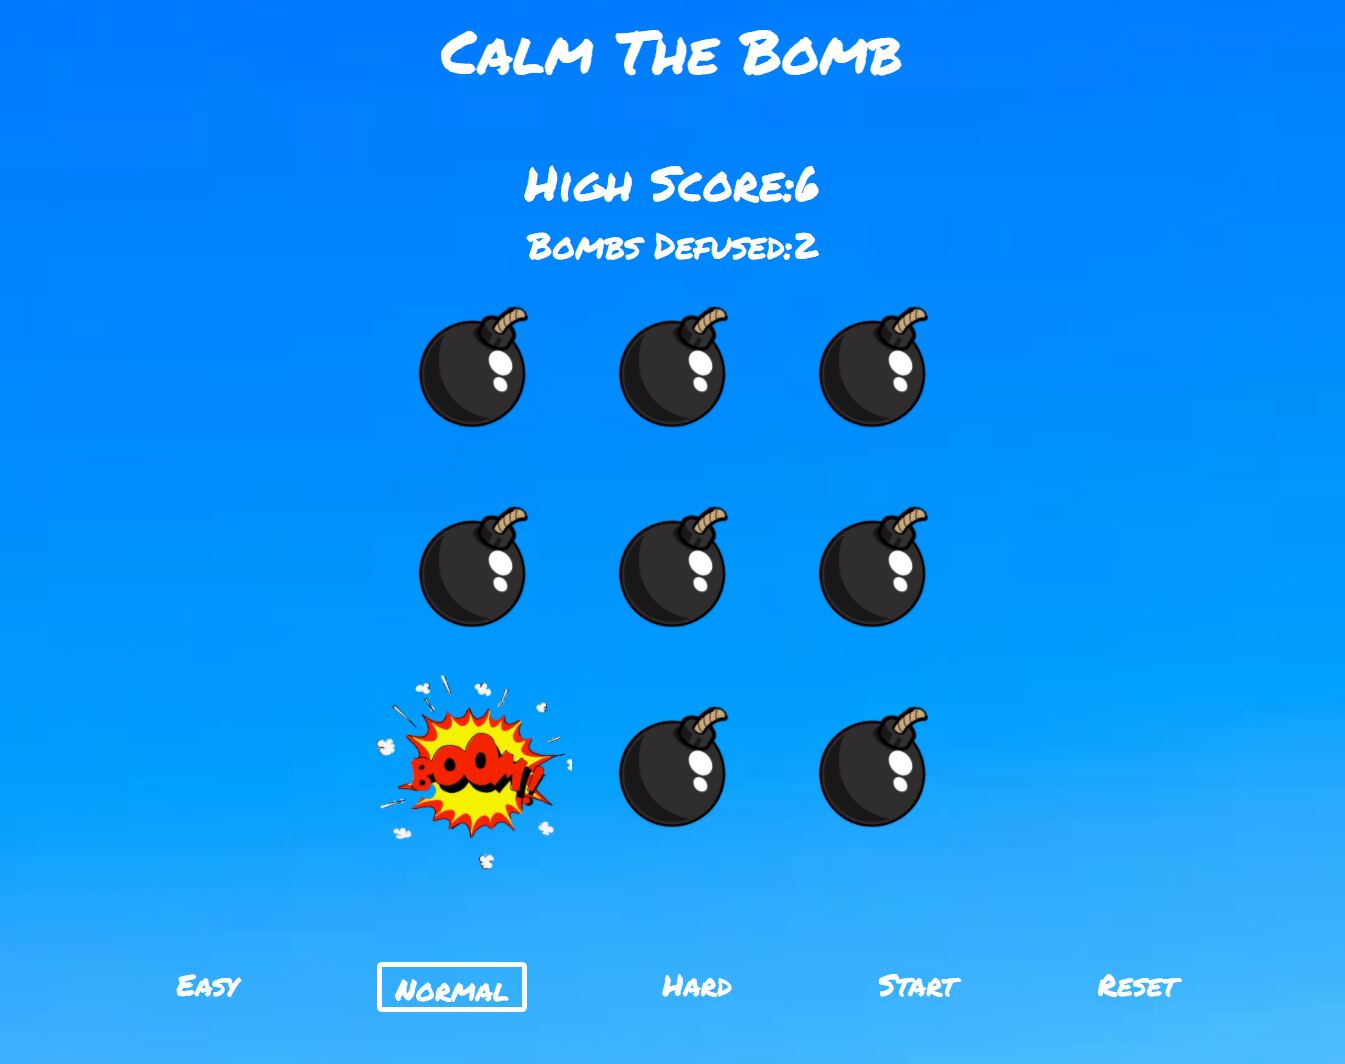 Calm The Bomb
High Score:6
Bombs Defused:2
BOOM!!
Easy
Normal
Hard
Start
Reset